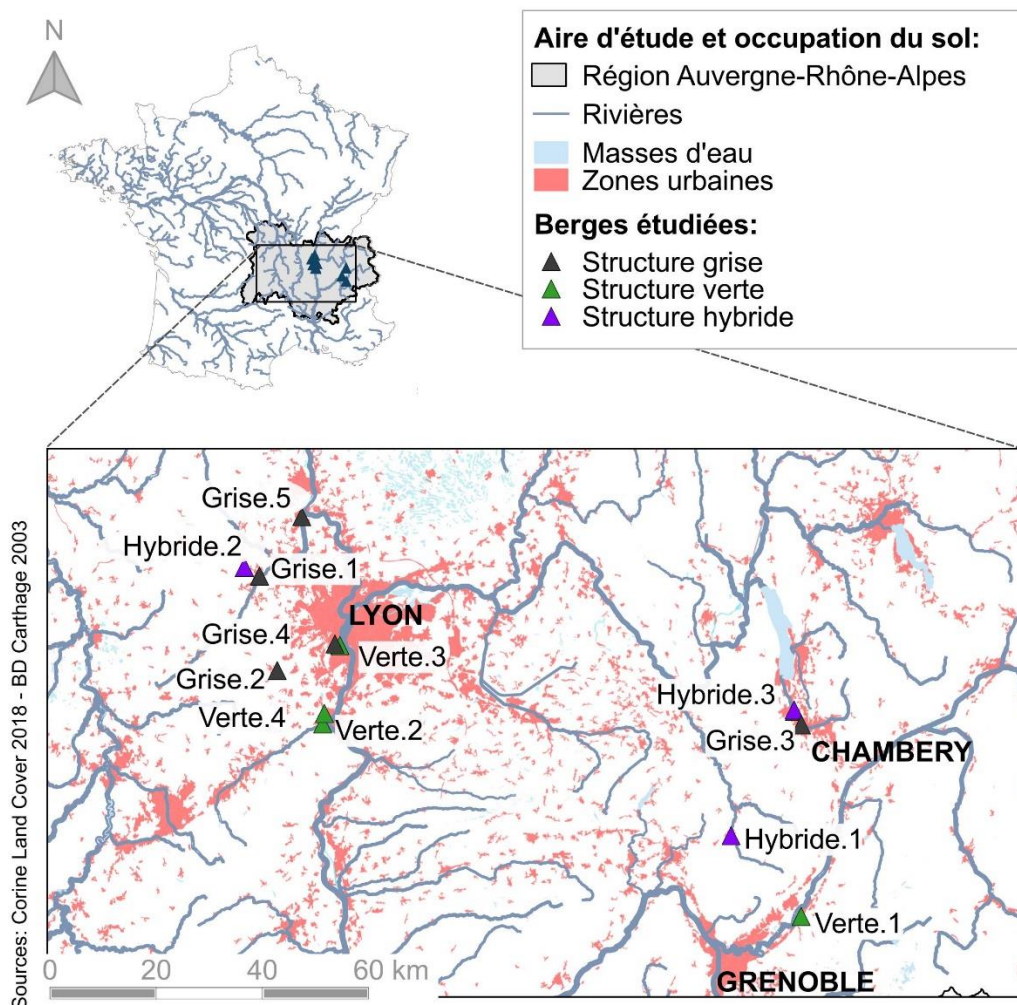 N
Aire d'étude et occupation du sol:
Région Auvergne-Rhône-Alpes
Rivières
Masses d'eau
Zones urbaines
Berges étudiées:
Structure grise
Structure verte
Structure hybride
Grise.5
Hybride.2
Grise.1
LYON
Grise.4
Verte.3
Grise.2
Verte.4
Verte.2
Hybride.3
Grise.3
CHAMBERY
Hybride.1
Verte.1
GRENOBLE
0 20 40 60 km
Sources: Corine Land Cover 2018 - BD Carthage 2003